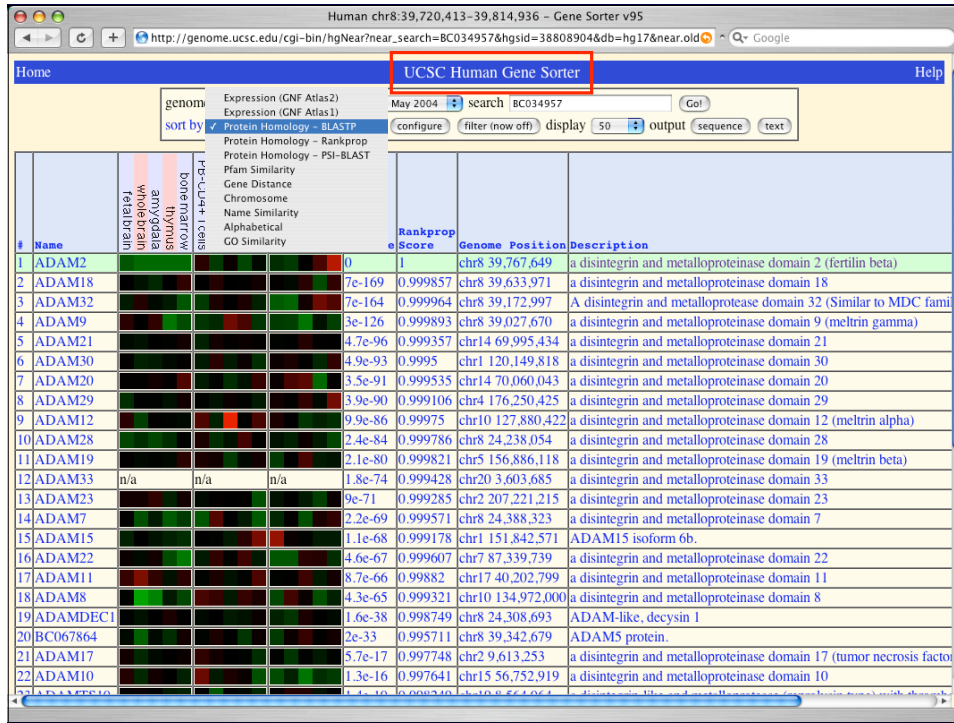 Human chr8:39,720,413-39,814,936 – Gene Sorter v95
http://genome.ucsc.edu/cgi-bin/hgNear?near_search=BC034957&hgsid=38808904&db=hg17&near.old
Google
Home UCSC Human Gene Sorter Help
May 2004 search BC034957 Go!
sort by configure filter (now off) display 50 output sequence text
Expression (GNF Atlas2)
Expression (GNF Atlas1)
✓ Protein Homology – BLASTP
Protein Homology – Rankprop
Protein Homology – PSI-BLAST
Pfam Similarity
Gene Distance
Chromosome
Name Similarity
Alphabetical
GO Similarity
# Name fetal brain whole brain amygdala thymus bone marrow PB-CD4+ Tcells Rankprop Score Genome Position Description
1 ADAM2 0 1 chr8 39,767,649 a disintegrin and metalloproteinase domain 2 (fertilin beta)
2 ADAM18 7e-169 0.999857 chr8 39,633,971 a disintegrin and metalloproteinase domain 18
3 ADAM32 7e-164 0.999964 chr8 39,172,997 A disintegrin and metalloprotease domain 32 (Similar to MDC famil
4 ADAM9 3e-126 0.999893 chr8 39,027,670 a disintegrin and metalloproteinase domain 9 (meltrin gamma)
5 ADAM21 4.7e-96 0.999357 chr14 69,995,434 a disintegrin and metalloproteinase domain 21
6 ADAM30 4.9e-93 0.9995 chr1 120,149,818 a disintegrin and metalloproteinase domain 30
7 ADAM20 3.5e-91 0.999535 chr14 70,060,043 a disintegrin and metalloproteinase domain 20
8 ADAM29 3.9e-90 0.999106 chr4 176,250,425 a disintegrin and metalloproteinase domain 29
9 ADAM12 9.9e-86 0.99975 chr10 127,880,422 a disintegrin and metalloproteinase domain 12 (meltrin alpha)
10 ADAM28 2.4e-84 0.999786 chr8 24,238,054 a disintegrin and metalloproteinase domain 28
11 ADAM19 2.1e-80 0.999821 chr5 156,886,118 a disintegrin and metalloproteinase domain 19 (meltrin beta)
12 ADAM33 n/a n/a n/a 1.8e-74 0.999428 chr20 3,603,685 a disintegrin and metalloproteinase domain 33
13 ADAM23 9e-71 0.999285 chr2 207,221,215 a disintegrin and metalloproteinase domain 23
14 ADAM7 2.2e-69 0.999571 chr8 24,388,323 a disintegrin and metalloproteinase domain 7
15 ADAM15 1.1e-68 0.999178 chr1 151,842,571 ADAM15 isoform 6b.
16 ADAM22 4.6e-67 0.999607 chr7 87,339,739 a disintegrin and metalloproteinase domain 22
17 ADAM11 8.7e-66 0.99882 chr17 40,202,799 a disintegrin and metalloproteinase domain 11
18 ADAM8 4.3e-65 0.999321 chr10 134,972,000 a disintegrin and metalloproteinase domain 8
19 ADAMDEC1 1.6e-38 0.998749 chr8 24,308,693 ADAM-like, decysin 1
20 BC067864 2e-33 0.995711 chr8 39,342,679 ADAM5 protein.
21 ADAM17 5.7e-17 0.997748 chr2 9,613,253 a disintegrin and metalloproteinase domain 17 (tumor necrosis factor
22 ADAM10 1.3e-16 0.997641 chr15 56,752,919 a disintegrin and metalloproteinase domain 10